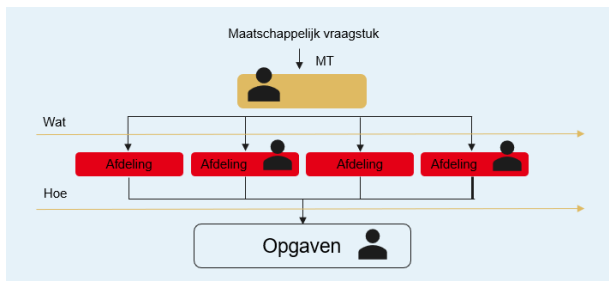 Maatschappelijk vraagstuk
MT
Wat
Afdeling
Afdeling
Afdeling
Afdeling
Hoe
Opgaven